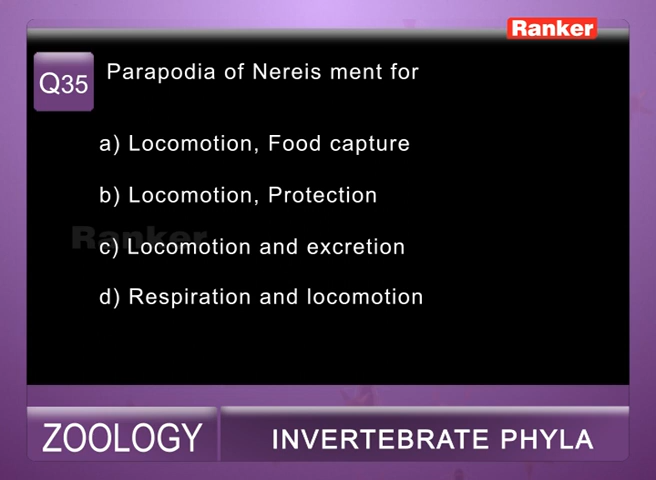 Ranker
Q35 Parapodia of Nereis ment for
a) Locomotion, Food capture
b) Locomotion, Protection
Ranker
c) Locomotion and excretion
d) Respiration and locomotion
ZOOLOGY INVERTEBRATE PHYLA